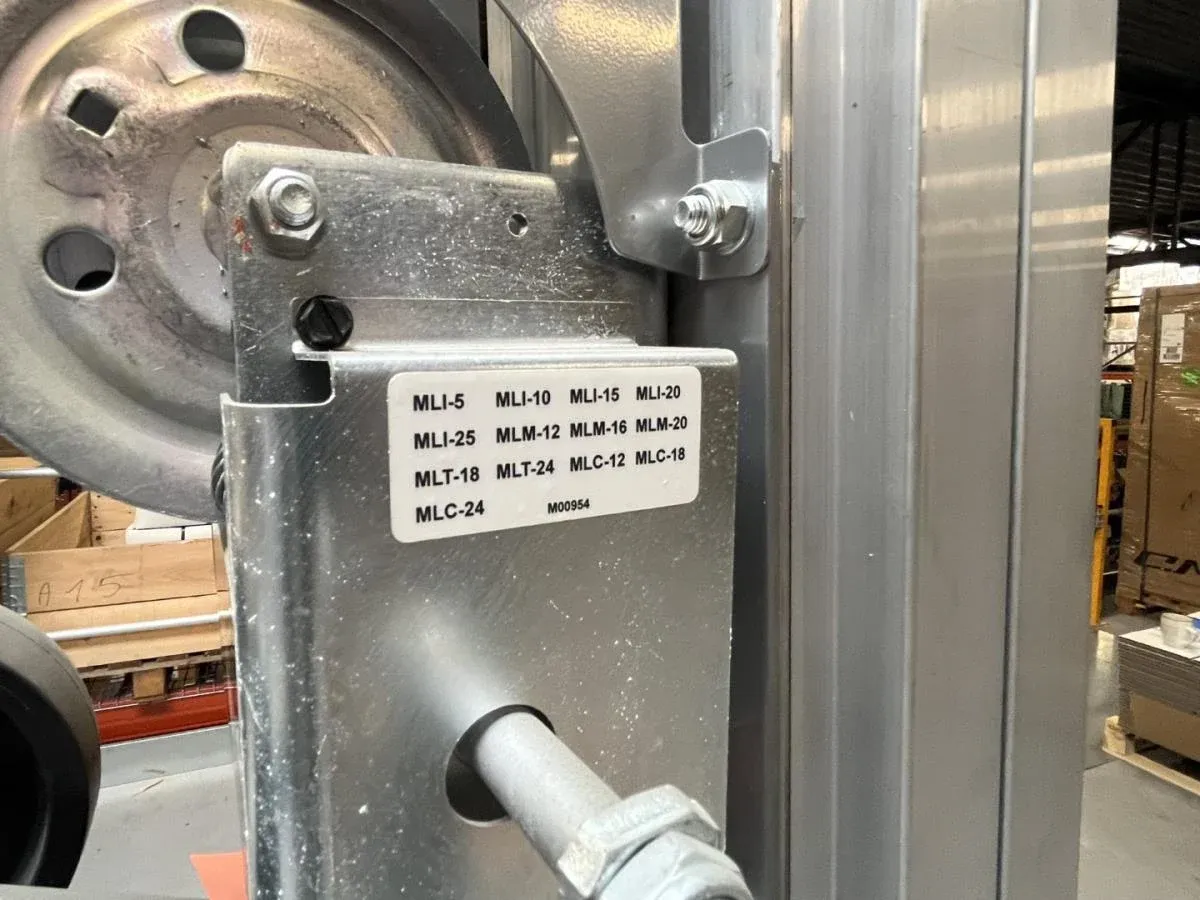 MLI-5 MLI-10 MLI-15 MLI-20
MLI-25 MLM-12 MLM-16 MLM-20
MLT-18 MLT-24 MLC-12 MLC-18
MLC-24 M00954
A 15